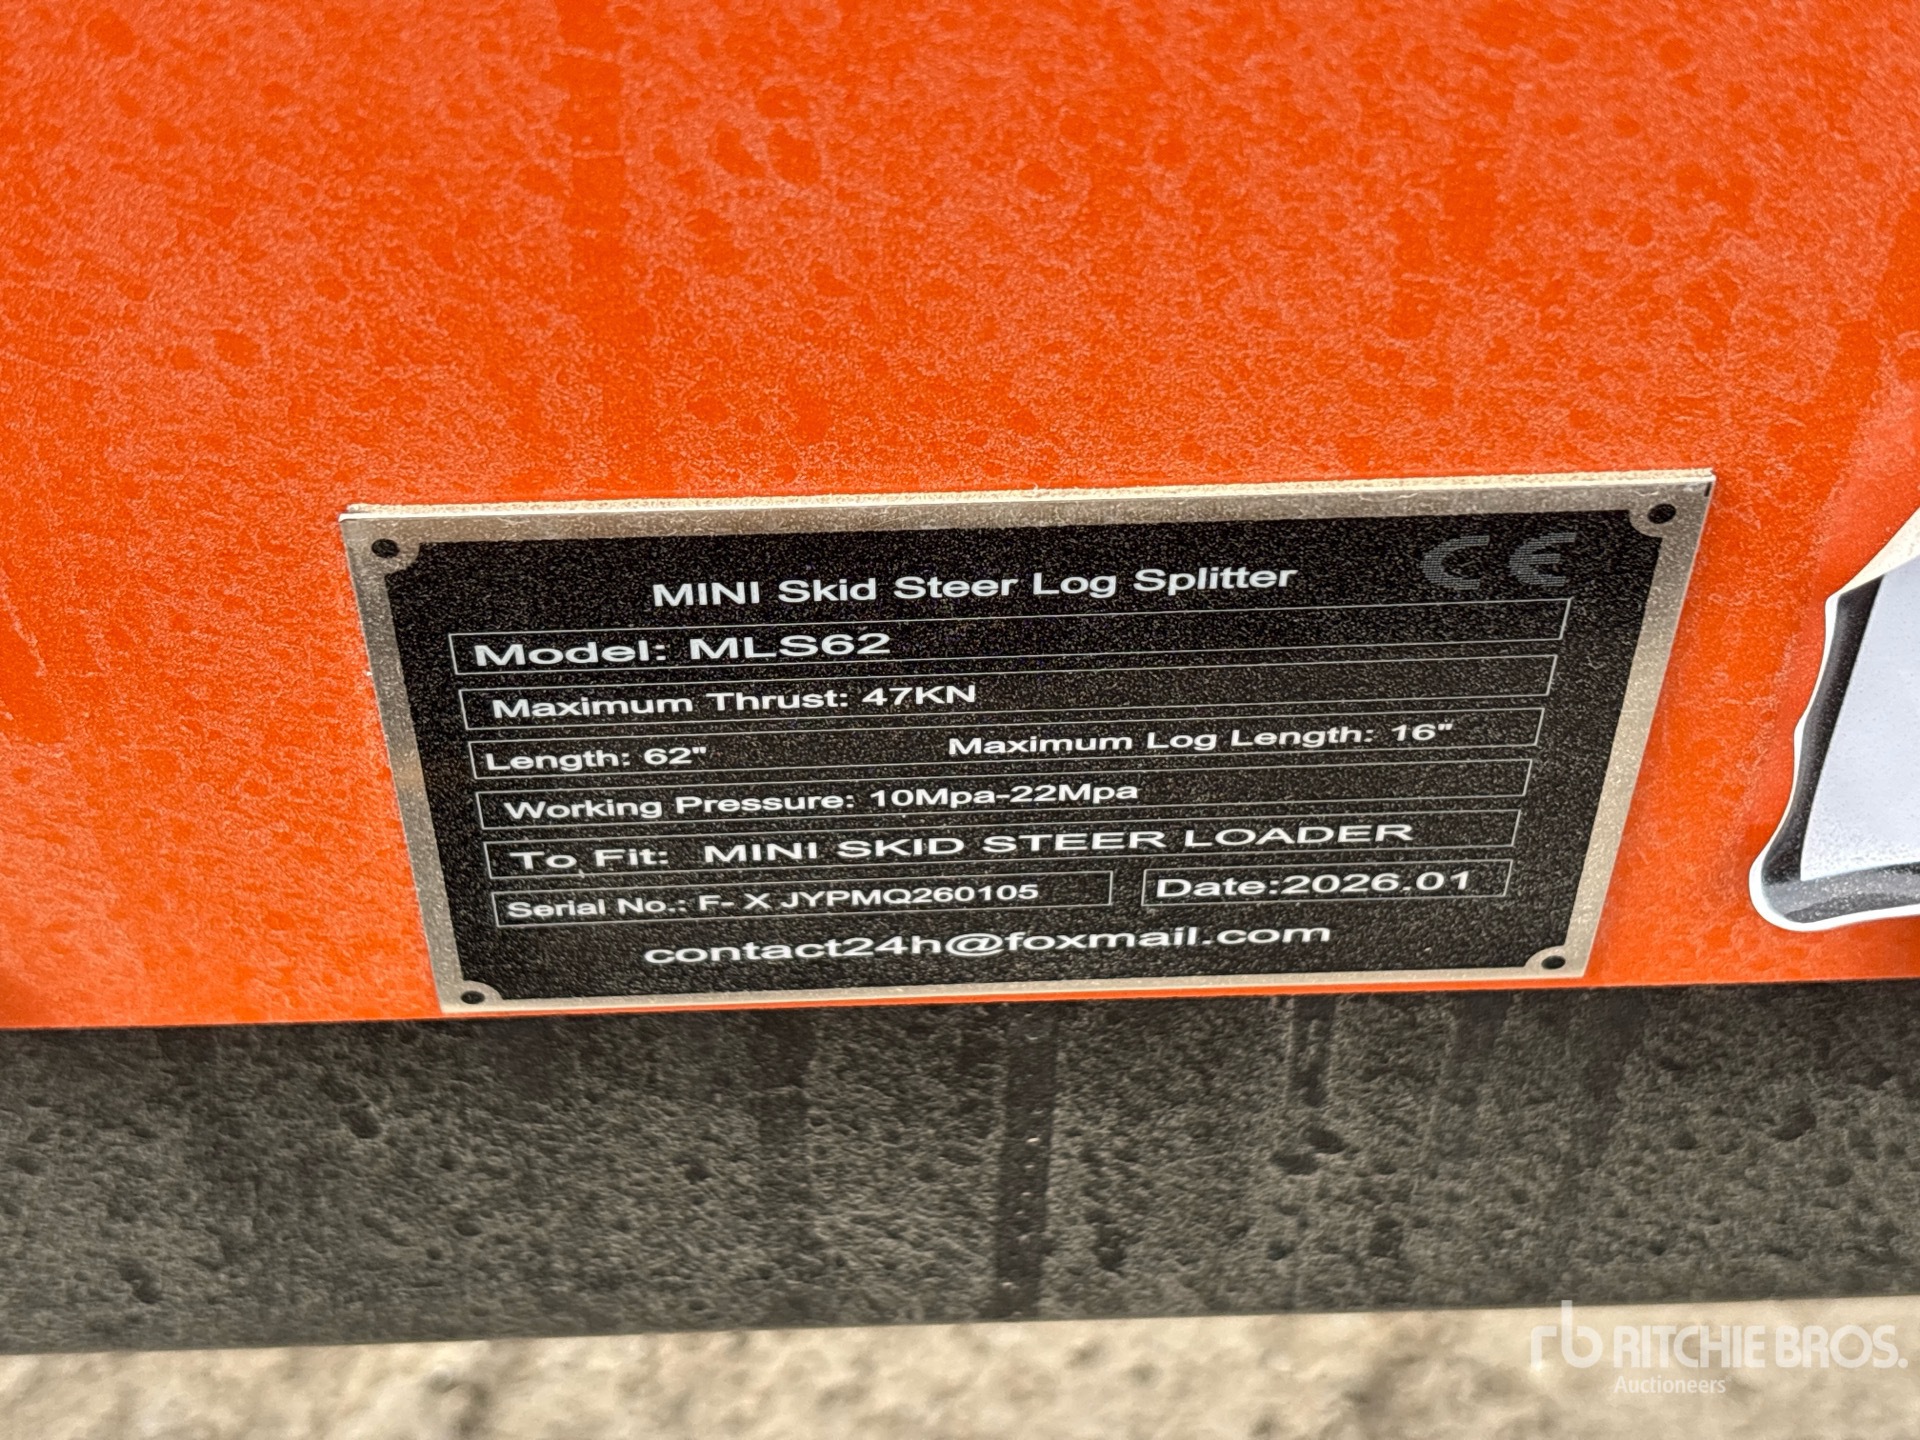 CE
MINI Skid Steer Log Splitter
Model: MLS62
Maximum Thrust: 47KN
Length: 62" Maximum Log Length: 16"
Working Pressure: 10Mpa-22Mpa
To Fit: MINI SKID STEER LOADER
Serial No.: F- X JYPMQ260105 Date:2026.01
contact24h@foxmail.com
rb RITCHIE BROS.
Auctioneers